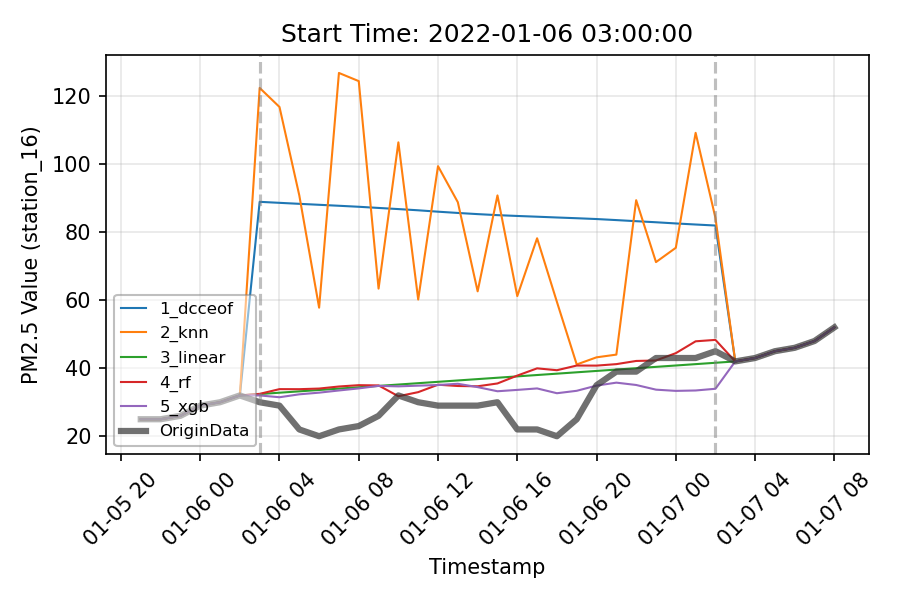 Start Time: 2022-01-06 03:00:00
PM2.5 Value (station_16)
120
100
80
60
40
20
1_dcceof
2_knn
3_linear
4_rf
5_xgb
OriginData
01-05 20
01-06 00
01-06 04
01-06 08
01-06 12
01-06 16
01-06 20
01-07 00
01-07 04
01-07 08
Timestamp